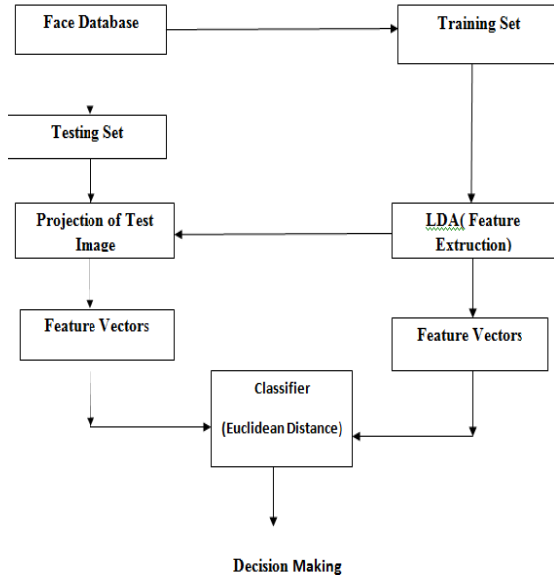 Face Database
Training Set
Testing Set
Projection of Test
Image
LDA( Feature
Extruction)
Feature Vectors
Feature Vectors
Classifier
(Euclidean Distance)
Decision Making